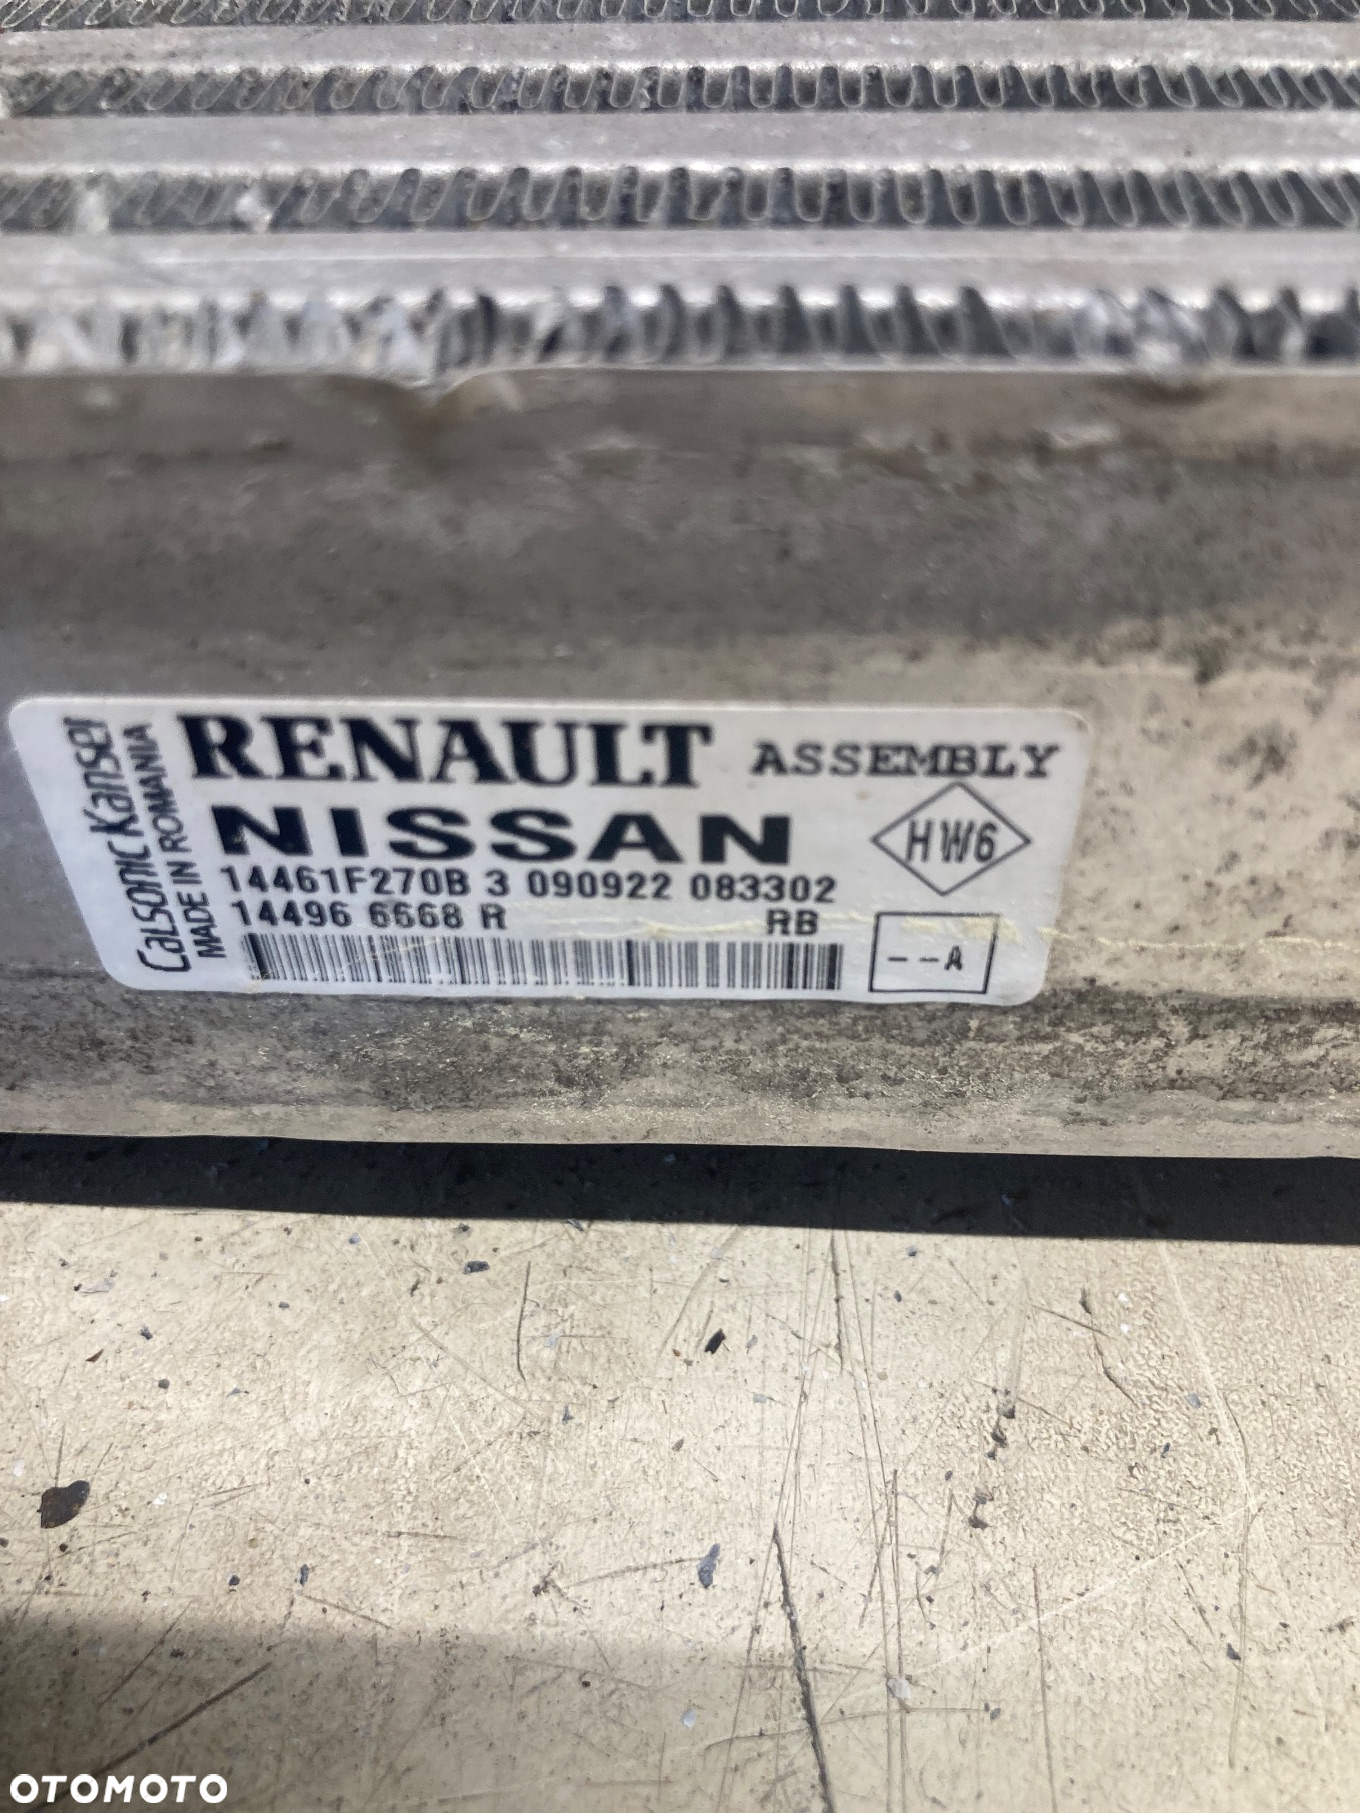 Calsonic Kansei
MADE IN ROMANIA
RENAULT ASSEMBLY
NISSAN
HW6
14461F270B 3 090922 083302
14496 6668 R RB
--A
OTOMOTO